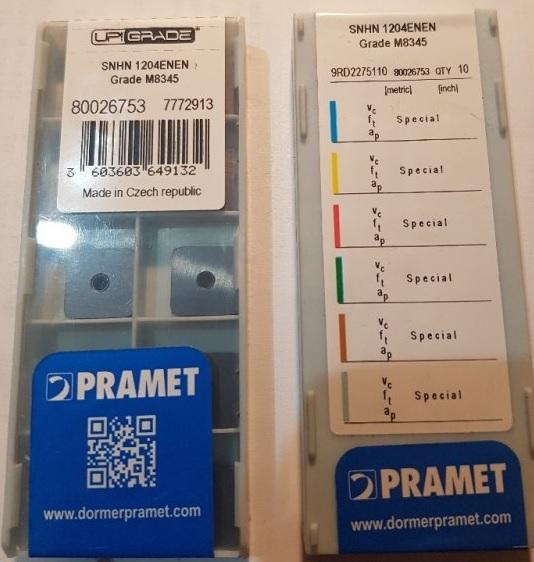 UP!GRADE
SNHN 1204ENEN
Grade M8345
80026753 7772913
3 603603 649132
Made in Czech republic
PRAMET
www.dormerpramet.com
SNHN 1204ENEN
Grade M8345
9RD2275110 80026753 QTY 10
[metric] [inch]
vc
ft Special
ap
vc
ft Special
ap
vc
ft Special
ap
vc
ft Special
ap
vc
ft Special
ap
vc
ft Special
ap
PRAMET
www.dormerpramet.com